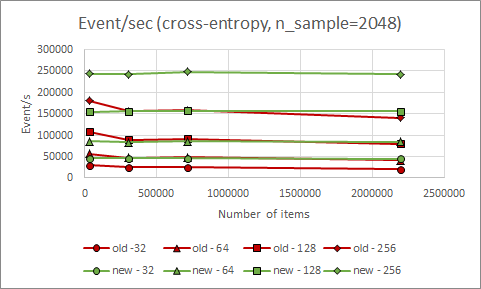 Event/sec (cross-entropy, n_sample=2048)
300000
250000
200000
150000
100000
50000
0
Event/s
0 500000 1000000 1500000 2000000 2500000
Number of items
old - 32 old - 64 old - 128 old - 256
new - 32 new - 64 new - 128 new - 256